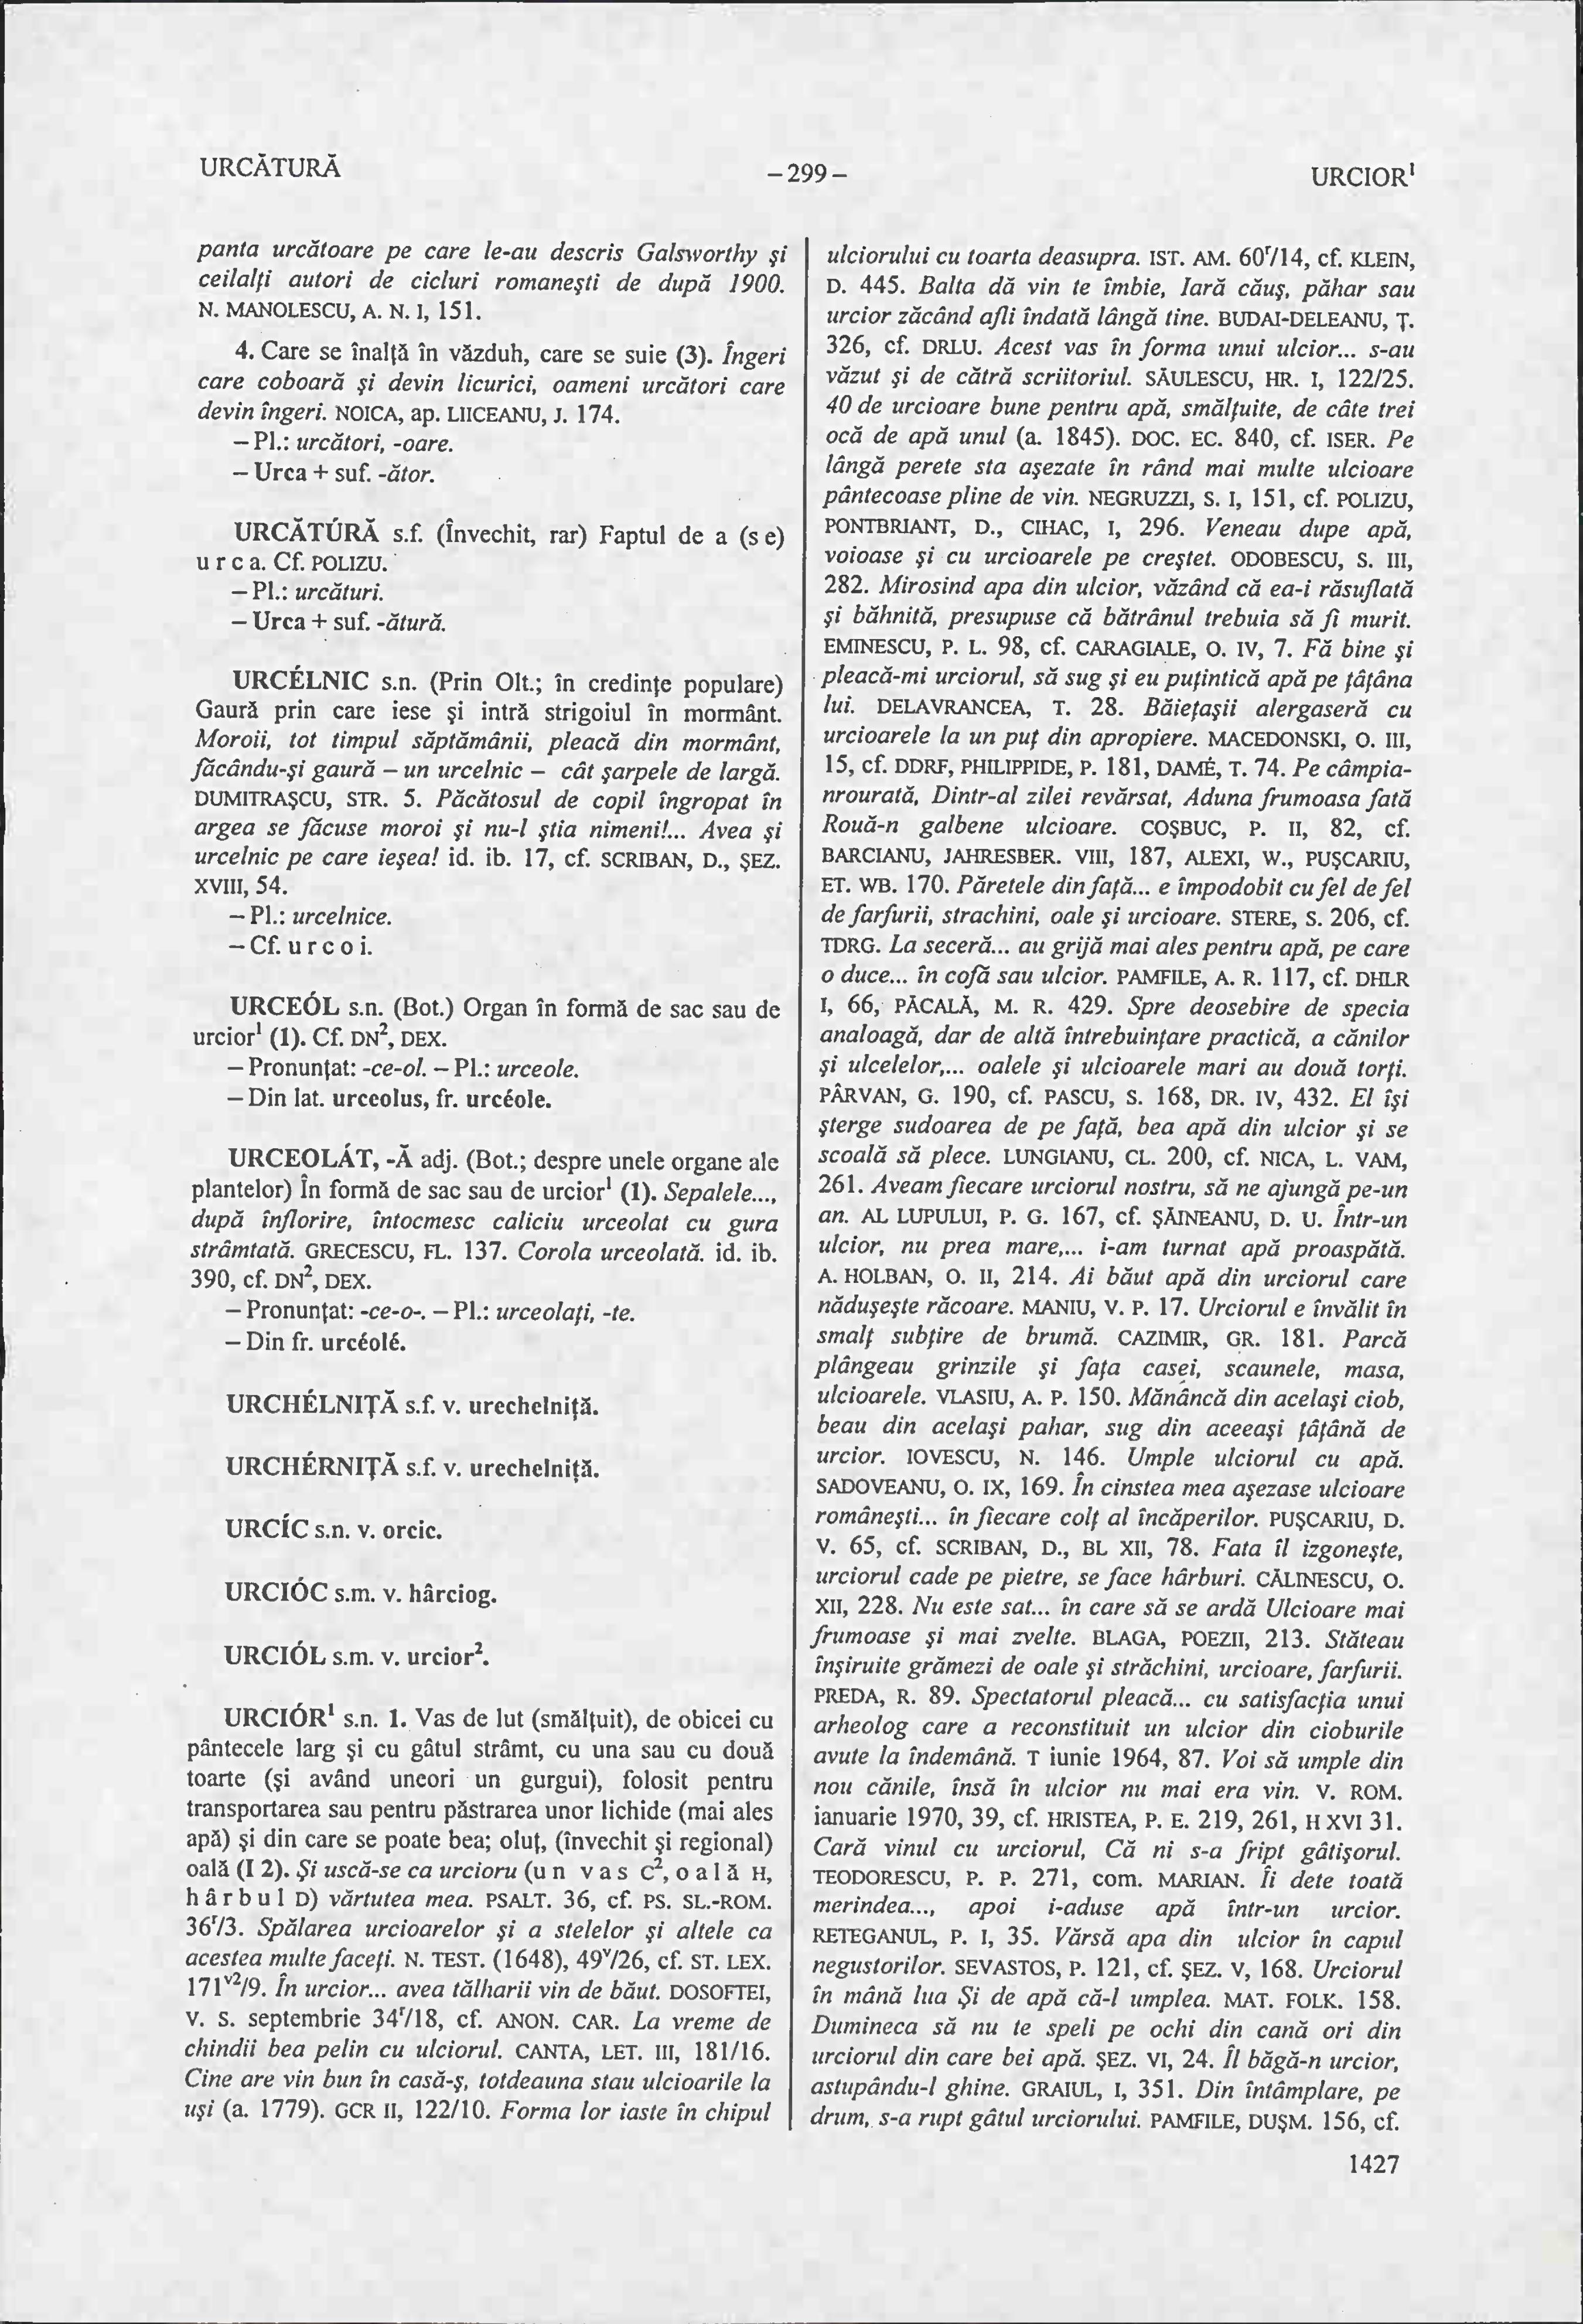 URCĂTURĂ
– 299 –
URCIOR¹
panta urcătoare pe care le-au descris Galsworthy şi
ceilalţi autori de cicluri romaneşti de după 1900.
N. MANOLESCU, A. N. I, 151.
4. Care se înalţă în văzduh, care se suie (3). Îngeri
care coboară şi devin licurici, oameni urcători care
devin îngeri. NOICA, ap. LIICEANU, J. 174.
– Pl.: urcători, -oare.
– Urca + suf. -ător.
URCĂTÚRĂ s.f. (Învechit, rar) Faptul de a (s e)
u r c a. Cf. POLIZU.
– Pl.: urcături.
– Urca + suf. -ătură.
URCÉLNIC s.n. (Prin Olt.; în credinţe populare)
Gaură prin care iese şi intră strigoiul în mormânt.
Moroii, tot timpul săptămânii, pleacă din mormânt,
făcându-şi gaură – un urcelnic – cât şarpele de largă.
DUMITRAŞCU, STR. 5. Păcătosul de copil îngropat în
argea se făcuse moroi şi nu-l ştia nimeni!... Avea şi
urcelnic pe care ieşea! id. ib. 17, cf. SCRIBAN, D., ŞEZ.
XVIII, 54.
– Pl.: urcelnice.
– Cf. u r c o i.
URCEÓL s.n. (Bot.) Organ în formă de sac sau de
urcior¹ (1). Cf. DN², DEX.
– Pronunţat: -ce-ol. – Pl.: urceole.
– Din lat. urceolus, fr. urcéole.
URCEOLÁT, -Ă adj. (Bot.; despre unele organe ale
plantelor) În formă de sac sau de urcior¹ (1). Sepalele...,
după înflorire, întocmesc caliciu urceolat cu gura
strâmtată. GRECESCU, FL. 137. Corola urceolată. id. ib.
390, cf. DN², DEX.
– Pronunţat: -ce-o-. – Pl.: urceolaţi, -te.
– Din fr. urcéolé.
URCHÉLNIŢĂ s.f. v. urechelniţă.
URCHÉRNIŢĂ s.f. v. urechelniţă.
URCÍC s.n. v. orcic.
URCIÓC s.m. v. hârciog.
URCIÓL s.m. v. urcior².
URCIÓR¹ s.n. 1. Vas de lut (smălţuit), de obicei cu
pântecele larg şi cu gâtul strâmt, cu una sau cu două
toarte (şi având uneori un gurgui), folosit pentru
transportarea sau pentru păstrarea unor lichide (mai ales
apă) şi din care se poate bea; oluţ, (învechit şi regional)
oală (I 2). Şi uscă-se ca urcioru (u n v a s C², o a l ă H,
h â r b u l D) vărtutea mea. PSALT. 36, cf. PS. SL.-ROM.
36ʳ/3. Spălarea urcioarelor şi a stelelor şi altele ca
acestea multe faceţi. N. TEST. (1648), 49ᵛ/26, cf. ST. LEX.
171ᵛ²/9. În urcior... avea tălharii vin de băut. DOSOFTEI,
V. S. septembrie 34ʳ/18, cf. ANON. CAR. La vreme de
chindii bea pelin cu ulciorul. CANTA, LET. III, 181/16.
Cine are vin bun în casă-ş, totdeauna stau ulcioarile la
uşi (a. 1779). GCR II, 122/10. Forma lor iaste în chipul
ulciorului cu toarta deasupra. IST. AM. 60ʳ/14, cf. KLEIN,
D. 445. Balta dă vin te îmbie, Iară căuş, păhar sau
urcior zăcând afli îndată lângă tine. BUDAI-DELEANU, Ţ.
326, cf. DRLU. Acest vas în forma unui ulcior... s-au
văzut şi de cătră scriitoriul. SĂULESCU, HR. I, 122/25.
40 de urcioare bune pentru apă, smălţuite, de câte trei
ocă de apă unul (a. 1845). DOC. EC. 840, cf. ISER. Pe
lângă perete sta aşezate în rând mai multe ulcioare
pântecoase pline de vin. NEGRUZZI, S. I, 151, cf. POLIZU,
PONTBRIANT, D., CIHAC, I, 296. Veneau dupe apă,
voioase şi cu urcioarele pe creştet. ODOBESCU, S. III,
282. Mirosind apa din ulcior, văzând că ea-i răsuflată
şi băhnită, presupuse că bătrânul trebuia să fi murit.
EMINESCU, P. L. 98, cf. CARAGIALE, O. IV, 7. Fă bine şi
pleacă-mi urciorul, să sug şi eu puţintică apă pe ţâţâna
lui. DELAVRANCEA, T. 28. Băieţaşii alergaseră cu
urcioarele la un puţ din apropiere. MACEDONSKI, O. III,
15, cf. DDRF, PHILIPPIDE, P. 181, DAMÉ, T. 74. Pe câmpia-
nrourată, Dintr-al zilei revărsat, Aduna frumoasa fată
Rouă-n galbene ulcioare. COŞBUC, P. II, 82, cf.
BARCIANU, JAHRESBER. VIII, 187, ALEXI, W., PUŞCARIU,
ET. WB. 170. Păretele din faţă... e împodobit cu fel de fel
de farfurii, strachini, oale şi urcioare. STERE, S. 206, cf.
TDRG. La seceră... au grijă mai ales pentru apă, pe care
o duce... în cofă sau ulcior. PAMFILE, A. R. 117, cf. DHLR
I, 66, PĂCALĂ, M. R. 429. Spre deosebire de specia
analoagă, dar de altă întrebuinţare practică, a cănilor
şi ulcelelor,... oalele şi ulcioarele mari au două torţi.
PÂRVAN, G. 190, cf. PASCU, S. 168, DR. IV, 432. El îşi
şterge sudoarea de pe faţă, bea apă din ulcior şi se
scoală să plece. LUNGIANU, CL. 200, cf. NICA, L. VAM,
261. Aveam fiecare urciorul nostru, să ne ajungă pe-un
an. AL LUPULUI, P. G. 167, cf. ŞĂINEANU, D. U. Într-un
ulcior, nu prea mare,... i-am turnat apă proaspătă.
A. HOLBAN, O. II, 214. Ai băut apă din urciorul care
năduşeşte răcoare. MANIU, V. P. 17. Urciorul e învălit în
smalţ subţire de brumă. CAZIMIR, GR. 181. Parcă
plângeau grinzile şi faţa casei, scaunele, masa,
ulcioarele. VLASIU, A. P. 150. Mănâncă din acelaşi ciob,
beau din acelaşi pahar, sug din aceeaşi ţâţână de
urcior. IOVESCU, N. 146. Umple ulciorul cu apă.
SADOVEANU, O. IX, 169. În cinstea mea aşezase ulcioare
româneşti... în fiecare colţ al încăperilor. PUŞCARIU, D.
V. 65, cf. SCRIBAN, D., BL XII, 78. Fata îl izgoneşte,
urciorul cade pe pietre, se face hârburi. CĂLINESCU, O.
XII, 228. Nu este sat... în care să se ardă Ulcioare mai
frumoase şi mai zvelte. BLAGA, POEZII, 213. Stăteau
înşiruite grămezi de oale şi străchini, urcioare, farfurii.
PREDA, R. 89. Spectatorul pleacă... cu satisfacţia unui
arheolog care a reconstituit un ulcior din cioburile
avute la îndemână. T iunie 1964, 87. Voi să umple din
nou cănile, însă în ulcior nu mai era vin. V. ROM.
ianuarie 1970, 39, cf. HRISTEA, P. E. 219, 261, H XVI 31.
Cară vinul cu urciorul, Că ni s-a fript gâtişorul.
TEODORESCU, P. P. 271, com. MARIAN. Îi dete toată
merindea..., apoi i-aduse apă într-un urcior.
RETEGANUL, P. I, 35. Vărsă apa din ulcior în capul
negustorilor. SEVASTOS, P. 121, cf. ŞEZ. V, 168. Urciorul
în mână lua Şi de apă că-l umplea. MAT. FOLK. 158.
Dumineca să nu te speli pe ochi din cană ori din
urciorul din care bei apă. ŞEZ. VI, 24. Îl băgă-n urcior,
astupându-l ghine. GRAIUL, I, 351. Din întâmplare, pe
drum, s-a rupt gâtul urciorului. PAMFILE, DUŞM. 156, cf.
1427